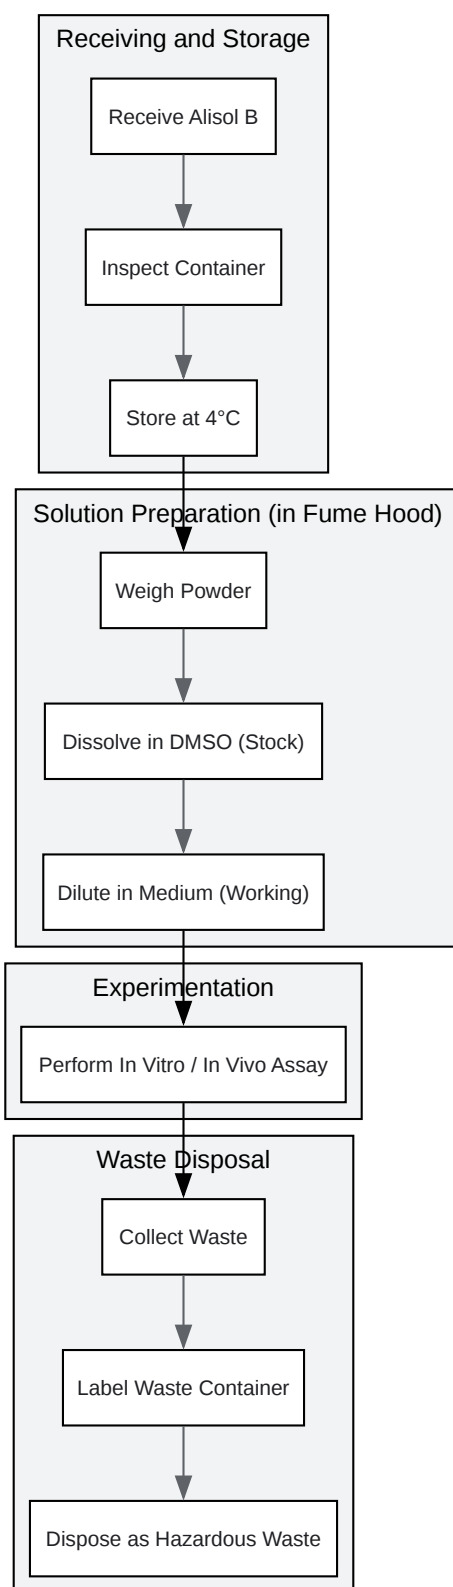 Receiving and Storage
Receive Alisol B
Inspect Container
Store at 4°C
Solution Preparation (in Fume Hood)
Weigh Powder
Dissolve in DMSO (Stock)
Dilute in Medium (Working)
Experimentation
Perform In Vitro / In Vivo Assay
Waste Disposal
Collect Waste
Label Waste Container
Dispose as Hazardous Waste